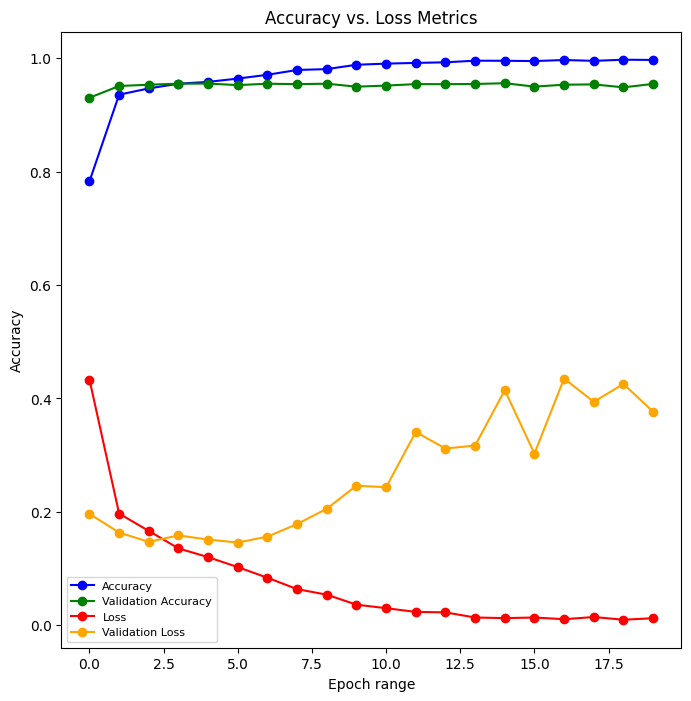 Accuracy vs. Loss Metrics
1.0
0.8
0.6
0.4
0.2
0.0
Accuracy
Accuracy
Validation Accuracy
Loss
Validation Loss
0.0 2.5 5.0 7.5 10.0 12.5 15.0 17.5
Epoch range